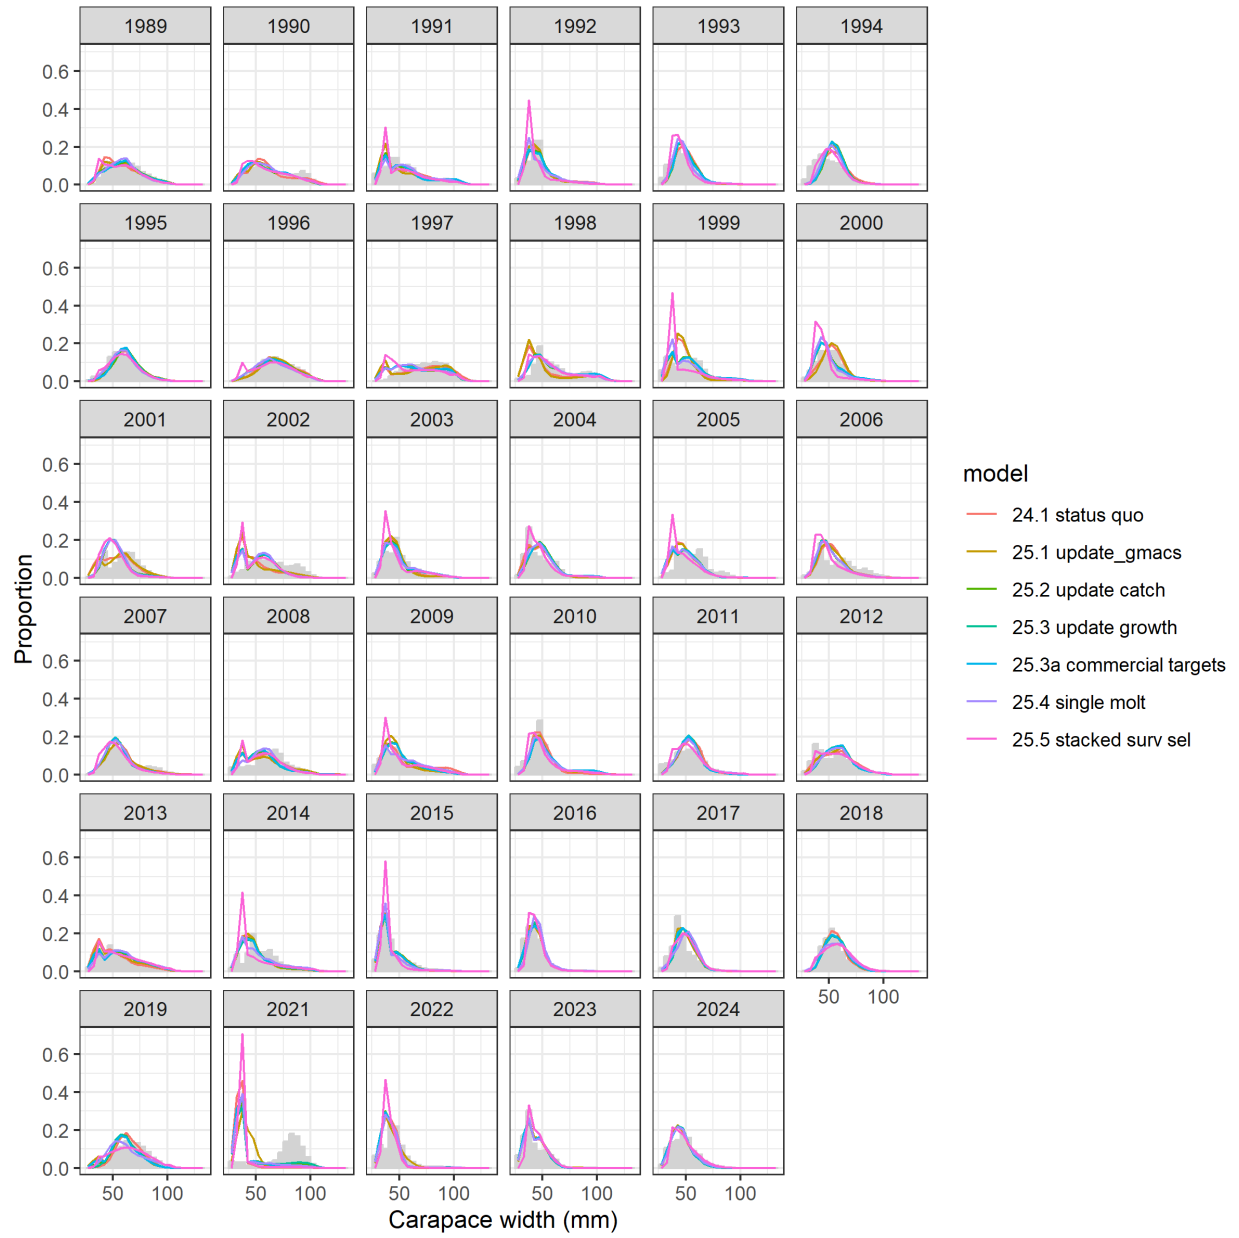 1989 1990 1991 1992 1993 1994
0.6
0.4
0.2
0.0
1995 1996 1997 1998 1999 2000
0.6
0.4
0.2
0.0
2001 2002 2003 2004 2005 2006
0.6
0.4
0.2
0.0
2007 2008 2009 2010 2011 2012
0.6
0.4
0.2
0.0
2013 2014 2015 2016 2017 2018
0.6
0.4
0.2
0.0
50 100
2019 2021 2022 2023 2024
0.6
0.4
0.2
0.0
50 100 50 100 50 100 50 100 50 100
Carapace width (mm)
Proportion
model
24.1 status quo
25.1 update_gmacs
25.2 update catch
25.3 update growth
25.3a commercial targets
25.4 single molt
25.5 stacked surv sel